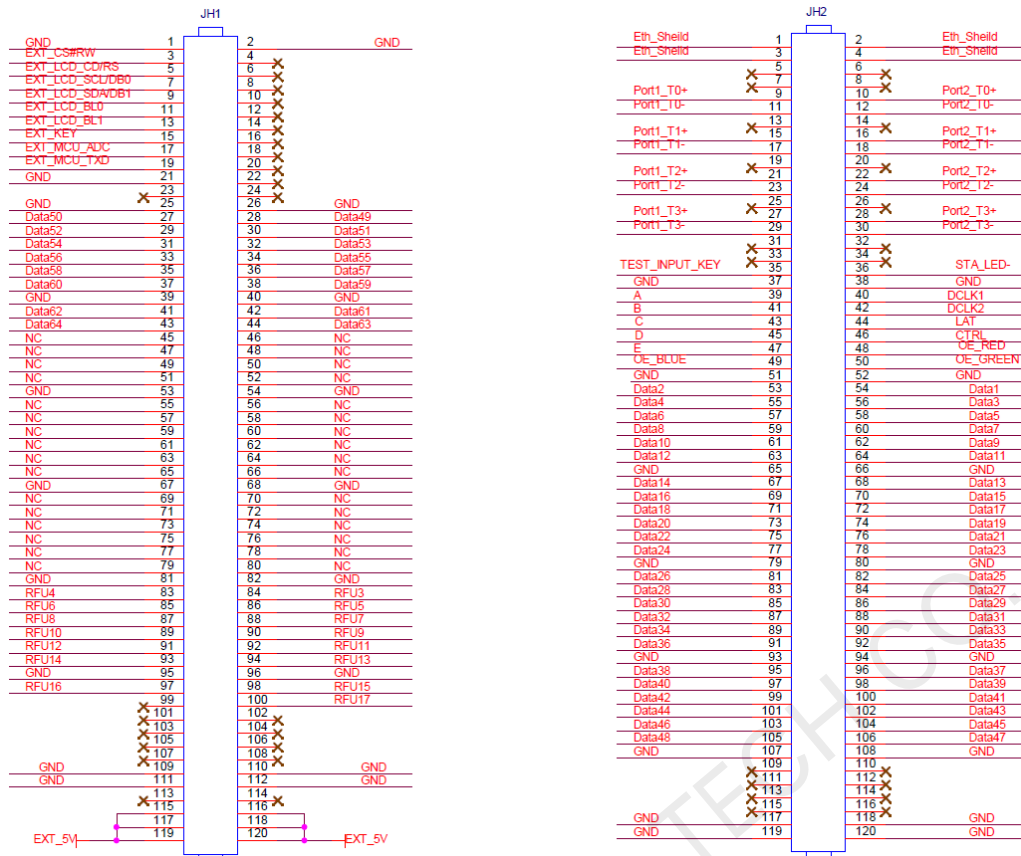 JH1
GND 1 2 GND
EXT_CS#RW 3 4
EXT_LCD_CD/RS 5 6
EXT_LCD_SCL/DB0 7 8
EXT_LCD_SDA/DB1 9 10
EXT_LCD_BL0 11 12
EXT_LCD_BL1 13 14
EXT_KEY 15 16
EXT_MCU_ADC 17 18
EXT_MCU_TXD 19 20
GND 21 22
23 24
GND 25 26 GND
Data50 27 28 Data49
Data52 29 30 Data51
Data54 31 32 Data53
Data56 33 34 Data55
Data58 35 36 Data57
Data60 37 38 Data59
GND 39 40 GND
Data62 41 42 Data61
Data64 43 44 Data63
NC 45 46 NC
NC 47 48 NC
NC 49 50 NC
NC 51 52 NC
GND 53 54 GND
NC 55 56 NC
NC 57 58 NC
NC 59 60 NC
NC 61 62 NC
NC 63 64 NC
NC 65 66 NC
GND 67 68 GND
NC 69 70 NC
NC 71 72 NC
NC 73 74 NC
NC 75 76 NC
NC 77 78 NC
NC 79 80 NC
GND 81 82 GND
RFU4 83 84 RFU3
RFU6 85 86 RFU5
RFU8 87 88 RFU7
RFU10 89 90 RFU9
RFU12 91 92 RFU11
RFU14 93 94 RFU13
GND 95 96 GND
RFU16 97 98 RFU15
99 100 RFU17
101 102
103 104
105 106
107 108
GND 109 110 GND
GND 111 112 GND
113 114
115 116
117 118
EXT_5V 119 120 EXT_5V
JH2
Eth_Sheild 1 2 Eth_Sheild
Eth_Sheild 3 4 Eth_Sheild
5 6
7 8
Port1_T0+ 9 10 Port2_T0+
Port1_T0- 11 12 Port2_T0-
13 14
Port1_T1+ 15 16 Port2_T1+
Port1_T1- 17 18 Port2_T1-
19 20
Port1_T2+ 21 22 Port2_T2+
Port1_T2- 23 24 Port2_T2-
25 26
Port1_T3+ 27 28 Port2_T3+
Port1_T3- 29 30 Port2_T3-
31 32
33 34
TEST_INPUT_KEY 35 36 STA_LED-
GND 37 38 GND
A 39 40 DCLK1
B 41 42 DCLK2
C 43 44 LAT
D 45 46 CTRL
E 47 48 OE_RED
OE_BLUE 49 50 OE_GREEN
GND 51 52 GND
Data2 53 54 Data1
Data4 55 56 Data3
Data6 57 58 Data5
Data8 59 60 Data7
Data10 61 62 Data9
Data12 63 64 Data11
GND 65 66 GND
Data14 67 68 Data13
Data16 69 70 Data15
Data18 71 72 Data17
Data20 73 74 Data19
Data22 75 76 Data21
Data24 77 78 Data23
GND 79 80 GND
Data26 81 82 Data25
Data28 83 84 Data27
Data30 85 86 Data29
Data32 87 88 Data31
Data34 89 90 Data33
Data36 91 92 Data35
GND 93 94 GND
Data38 95 96 Data37
Data40 97 98 Data39
Data42 99 100 Data41
Data44 101 102 Data43
Data46 103 104 Data45
Data48 105 106 Data47
GND 107 108 GND
109 110
111 112
113 114
115 116
GND 117 118 GND
GND 119 120 GND
TECH CO.